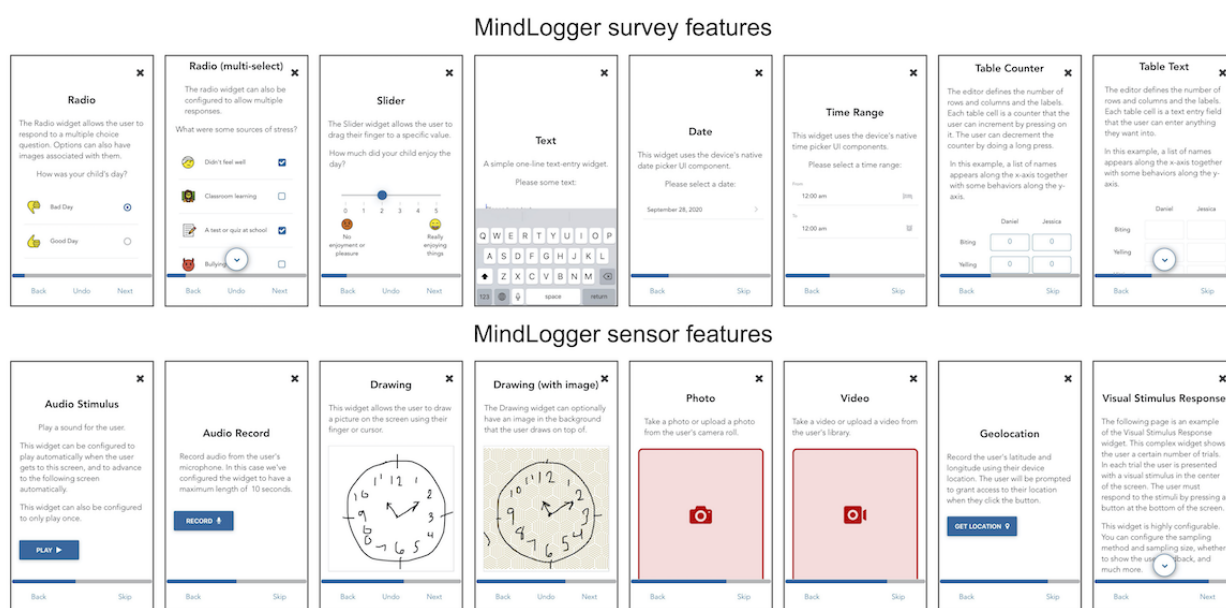 MindLogger survey features
Radio
The Radio widget allows the user to
respond to a multiple choice
question. Options can also have
images associated with them.
How was your child's day?
Bad Day
Good Day
Back Undo Next
Radio (multi-select)
The radio widget can also be
configured to allow multiple
responses.
What were some sources of stress?
Didn't feel well
Classroom learning
A test or quiz at school
Bullying
Back Undo Next
Slider
The Slider widget allows the user to
drag their finger to a specific value.
How much did your child enjoy the
day?
0 1 2 3 4 5
No
enjoyment or
pleasure
Really
enjoying
things
Back Undo Next
Text
A simple one-line text-entry widget.
Please some text:
Q W E R T Y U I O P
A S D F G H J K L
Z X C V B N M
123 space return
Date
This widget uses the device's native
date picker UI component.
Please select a date:
September 28, 2020
Back Skip
Time Range
This widget uses the device's native
time picker UI components.
Please select a time range:
From
12:00 am
To
12:00 am
Back Skip
Table Counter
The editor defines the number of
rows and columns and the labels.
Each table cell is a counter that the
user can increment by pressing on
it. The user can decrement the
counter by doing a long press.
In this example, a list of names
appears along the x-axis together
with some behaviors along the y-
axis.
Daniel Jessica
Biting 0 0
Yelling 0 0
Back Skip
Table Text
The editor defines the number of
rows and columns and the labels.
Each table cell is a text entry field
that the user can enter anything
they want into.
In this example, a list of names
appears along the x-axis together
with some behaviors along the y-
axis.
Daniel Jessica
Biting
Yelling
Back Skip
MindLogger sensor features
Audio Stimulus
Play a sound for the user.
This widget can be configured to
play automatically when the user
gets to this screen, and to advance
to the following screen
automatically.
This widget can also be configured
to only play once.
PLAY
Back Skip
Audio Record
Record audio from the user's
microphone. In this case we've
configured the widget to have a
maximum length of 10 seconds.
RECORD
Back Skip
Drawing
This widget allows the user to draw
a picture on the screen using their
finger or cursor.
11 12 1
10 2
9 3
8 4
7 6 5
Back Undo Next
Drawing (with image)
The Drawing widget can optionally
have an image in the background
that the user draws on top of.
11 12 1
10 2
9 3
8 4
7 6 5
Back Undo Next
Photo
Take a photo or upload a photo
from the user's camera roll.
Back Skip
Video
Take a video or upload a video from
the user's library.
Back Skip
Geolocation
Record the user's latitude and
longitude using their device
location. The user will be prompted
to grant access to their location
when they click the button.
GET LOCATION
Back Skip
Visual Stimulus Response
The following page is an example
of the Visual Stimulus Response
widget. This complex widget shows
the user a certain number of trials.
In each trial the user is presented
with a visual stimulus in the center
of the screen. The user must
respond to the stimuli by pressing a
button at the bottom of the screen.
This widget is highly configurable.
You can configure the sampling
method and sampling size, whether
to show the user back, and
much more.
Back Next